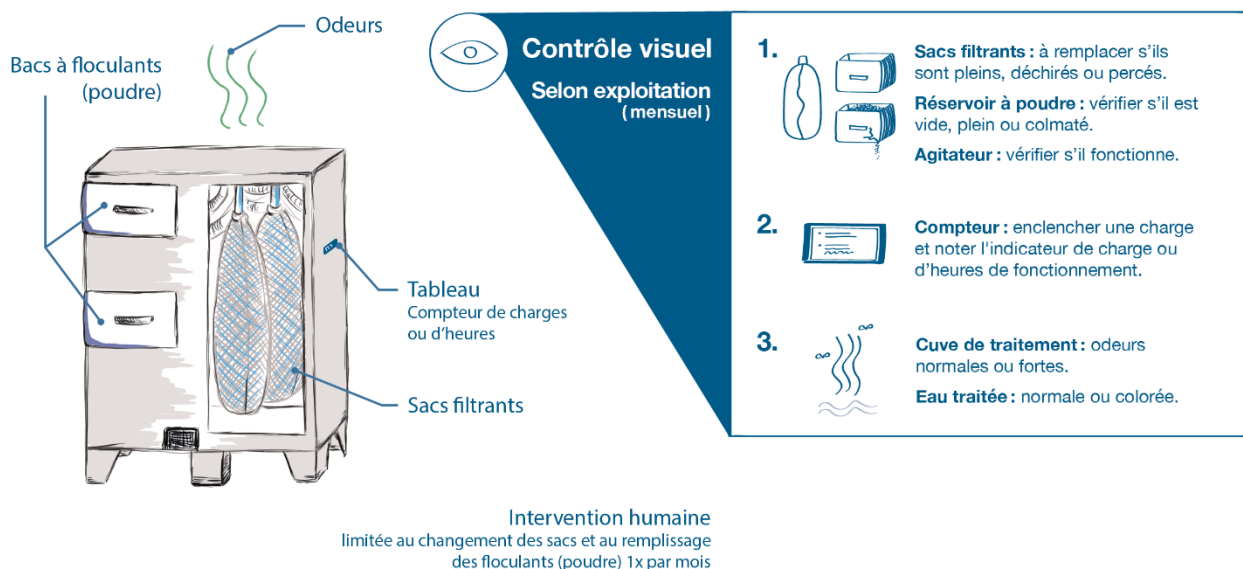 Odeurs
Bacs à floculants
(poudre)
Tableau
Compteur de charges
ou d'heures
Sacs filtrants
Intervention humaine
limitée au changement des sacs et au remplissage
des floculants (poudre) 1x par mois
Contrôle visuel
Selon exploitation
(mensuel)
1.
Sacs filtrants : à remplacer s'ils
sont pleins, déchirés ou percés.
Réservoir à poudre : vérifier s'il est
vide, plein ou colmaté.
Agitateur : vérifier s'il fonctionne.
2.
Compteur : enclencher une charge
et noter l'indicateur de charge ou
d'heures de fonctionnement.
3.
Cuve de traitement : odeurs
normales ou fortes.
Eau traitée : normale ou colorée.